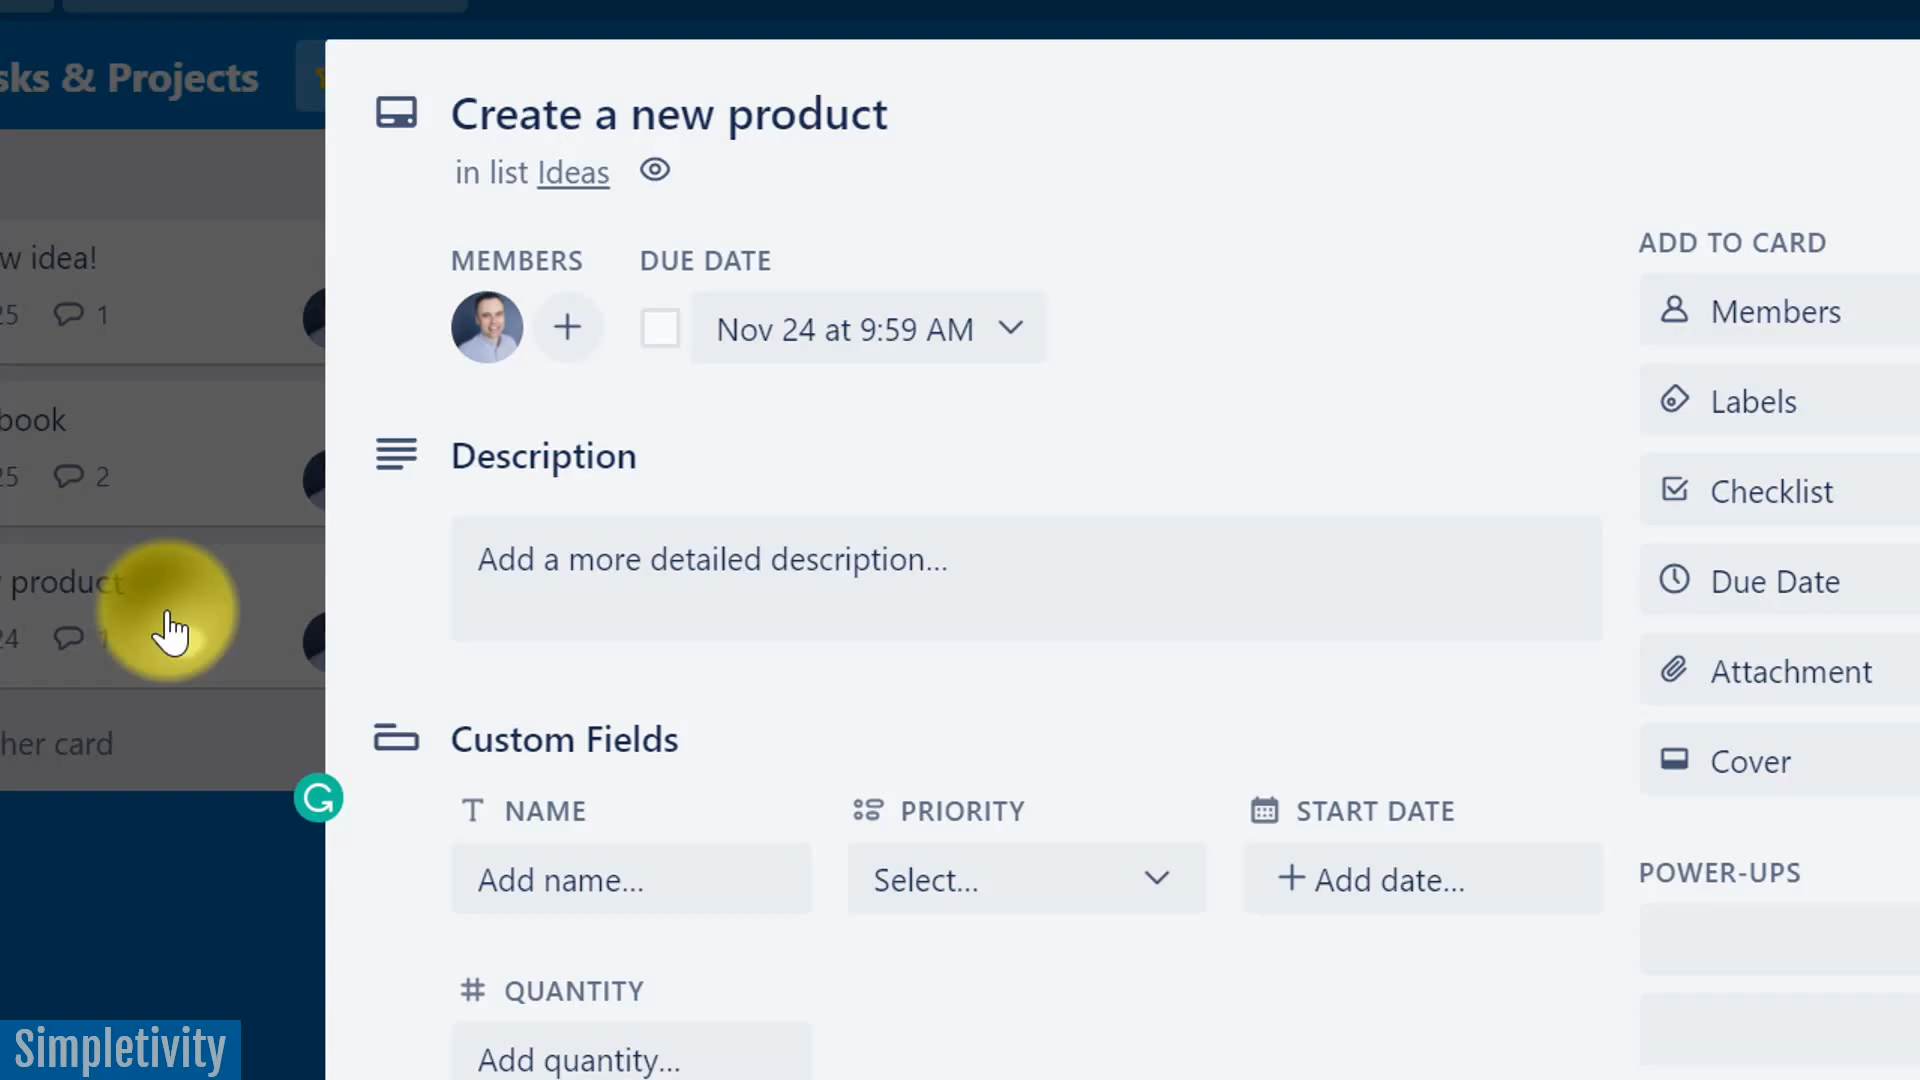 & Projects
Create a new product
in list Ideas
MEMBERS
DUE DATE
Nov 24 at 9:59 AM
ADD TO CARD
Members
Labels
Checklist
Due Date
Attachment
Cover
POWER-UPS
idea!
25
1
book
25
2
product
24
1
card
Description
Add a more detailed description...
Custom Fields
NAME
PRIORITY
START DATE
Add name...
Select...
Add date...
QUANTITY
Add quantity...
Simpletivity